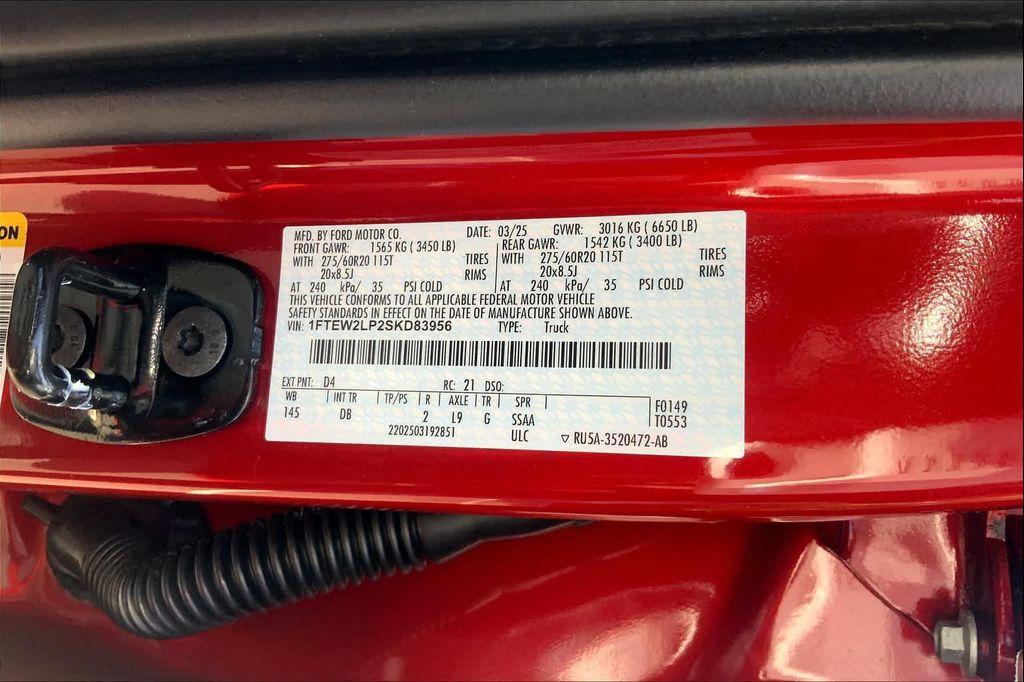 ON
MFD. BY FORD MOTOR CO. DATE: 03/25 GVWR: 3016 KG ( 6650 LB)
FRONT GAWR: 1565 KG ( 3450 LB) REAR GAWR: 1542 KG ( 3400 LB)
WITH 275/60R20 115T TIRES WITH 275/60R20 115T TIRES
20x8.5J RIMS 20x8.5J RIMS
AT 240 kPa/ 35 PSI COLD AT 240 kPa/ 35 PSI COLD
THIS VEHICLE CONFORMS TO ALL APPLICABLE FEDERAL MOTOR VEHICLE
SAFETY STANDARDS IN EFFECT ON THE DATE OF MANUFACTURE SHOWN ABOVE.
VIN: 1FTEW2LP2SKD83956 TYPE: Truck
EXT PNT: D4 RC: 21 DSO:
WB INT TR TP/PS R AXLE TR SPR F0149
145 DB 2 L9 G SSAA T0553
2202503192851 ULC ▽ RU5A-3520472-AB